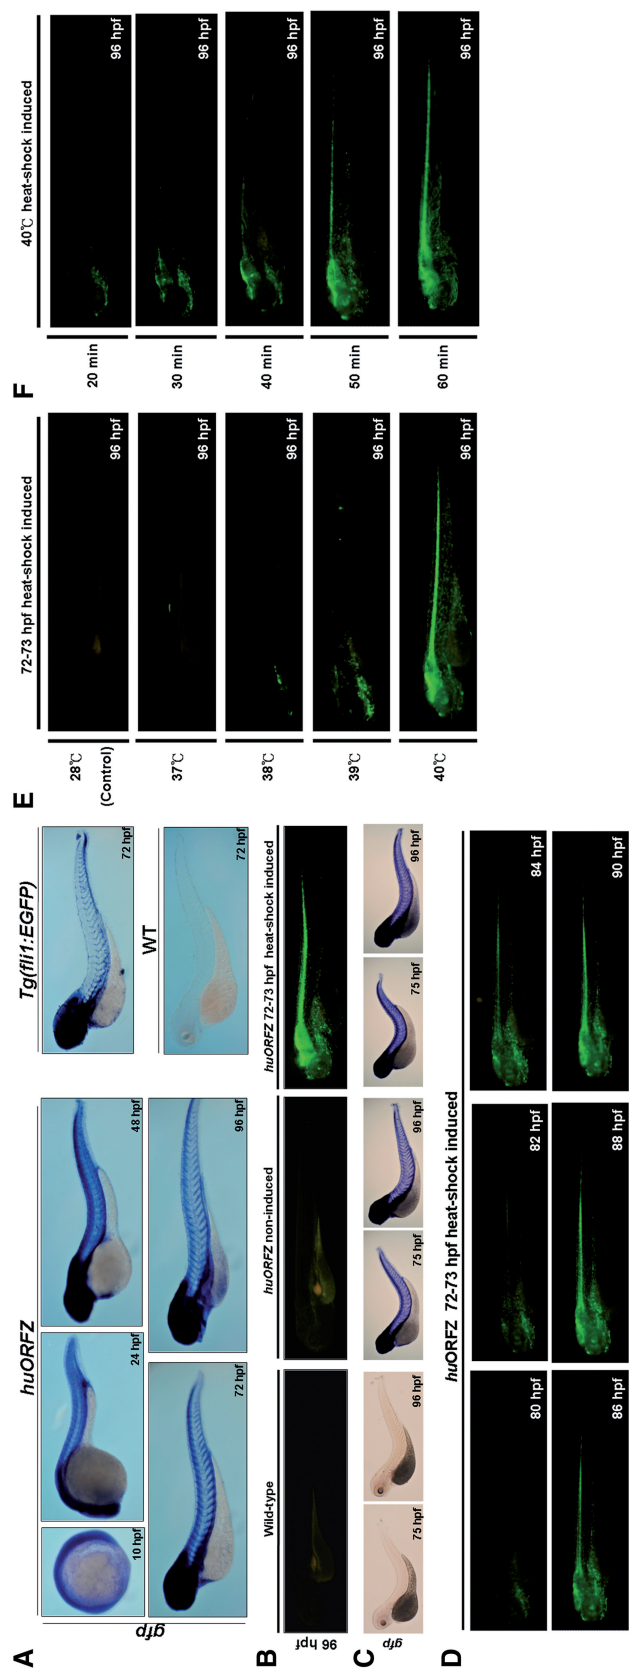 A
huORFZ
Tg(fli1:EGFP)
gfp
10 hpf
24 hpf
48 hpf
72 hpf
72 hpf
96 hpf
WT
72 hpf
B
Wild-type
huORFZ non-induced
huORFZ 72-73 hpf heat-shock induced
96 hpf
C
gfp
75 hpf
96 hpf
75 hpf
96 hpf
75 hpf
96 hpf
D
huORFZ 72-73 hpf heat-shock induced
80 hpf
82 hpf
84 hpf
86 hpf
88 hpf
90 hpf
E
72-73 hpf heat-shock induced
28℃
(Control)
96 hpf
37℃
96 hpf
38℃
96 hpf
39℃
96 hpf
40℃
96 hpf
F
40℃ heat-shock induced
20 min
96 hpf
30 min
96 hpf
40 min
96 hpf
50 min
96 hpf
60 min
96 hpf